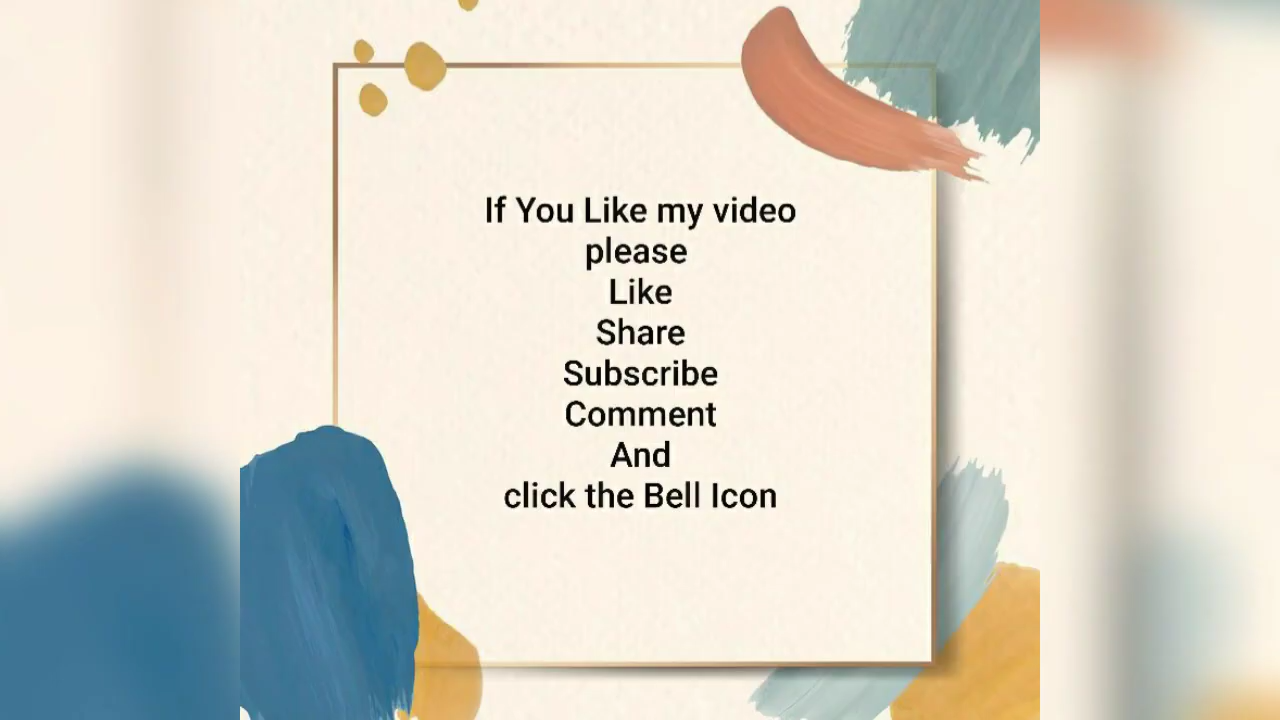 If You Like my video
please
Like
Share
Subscribe
Comment
And
click the Bell Icon